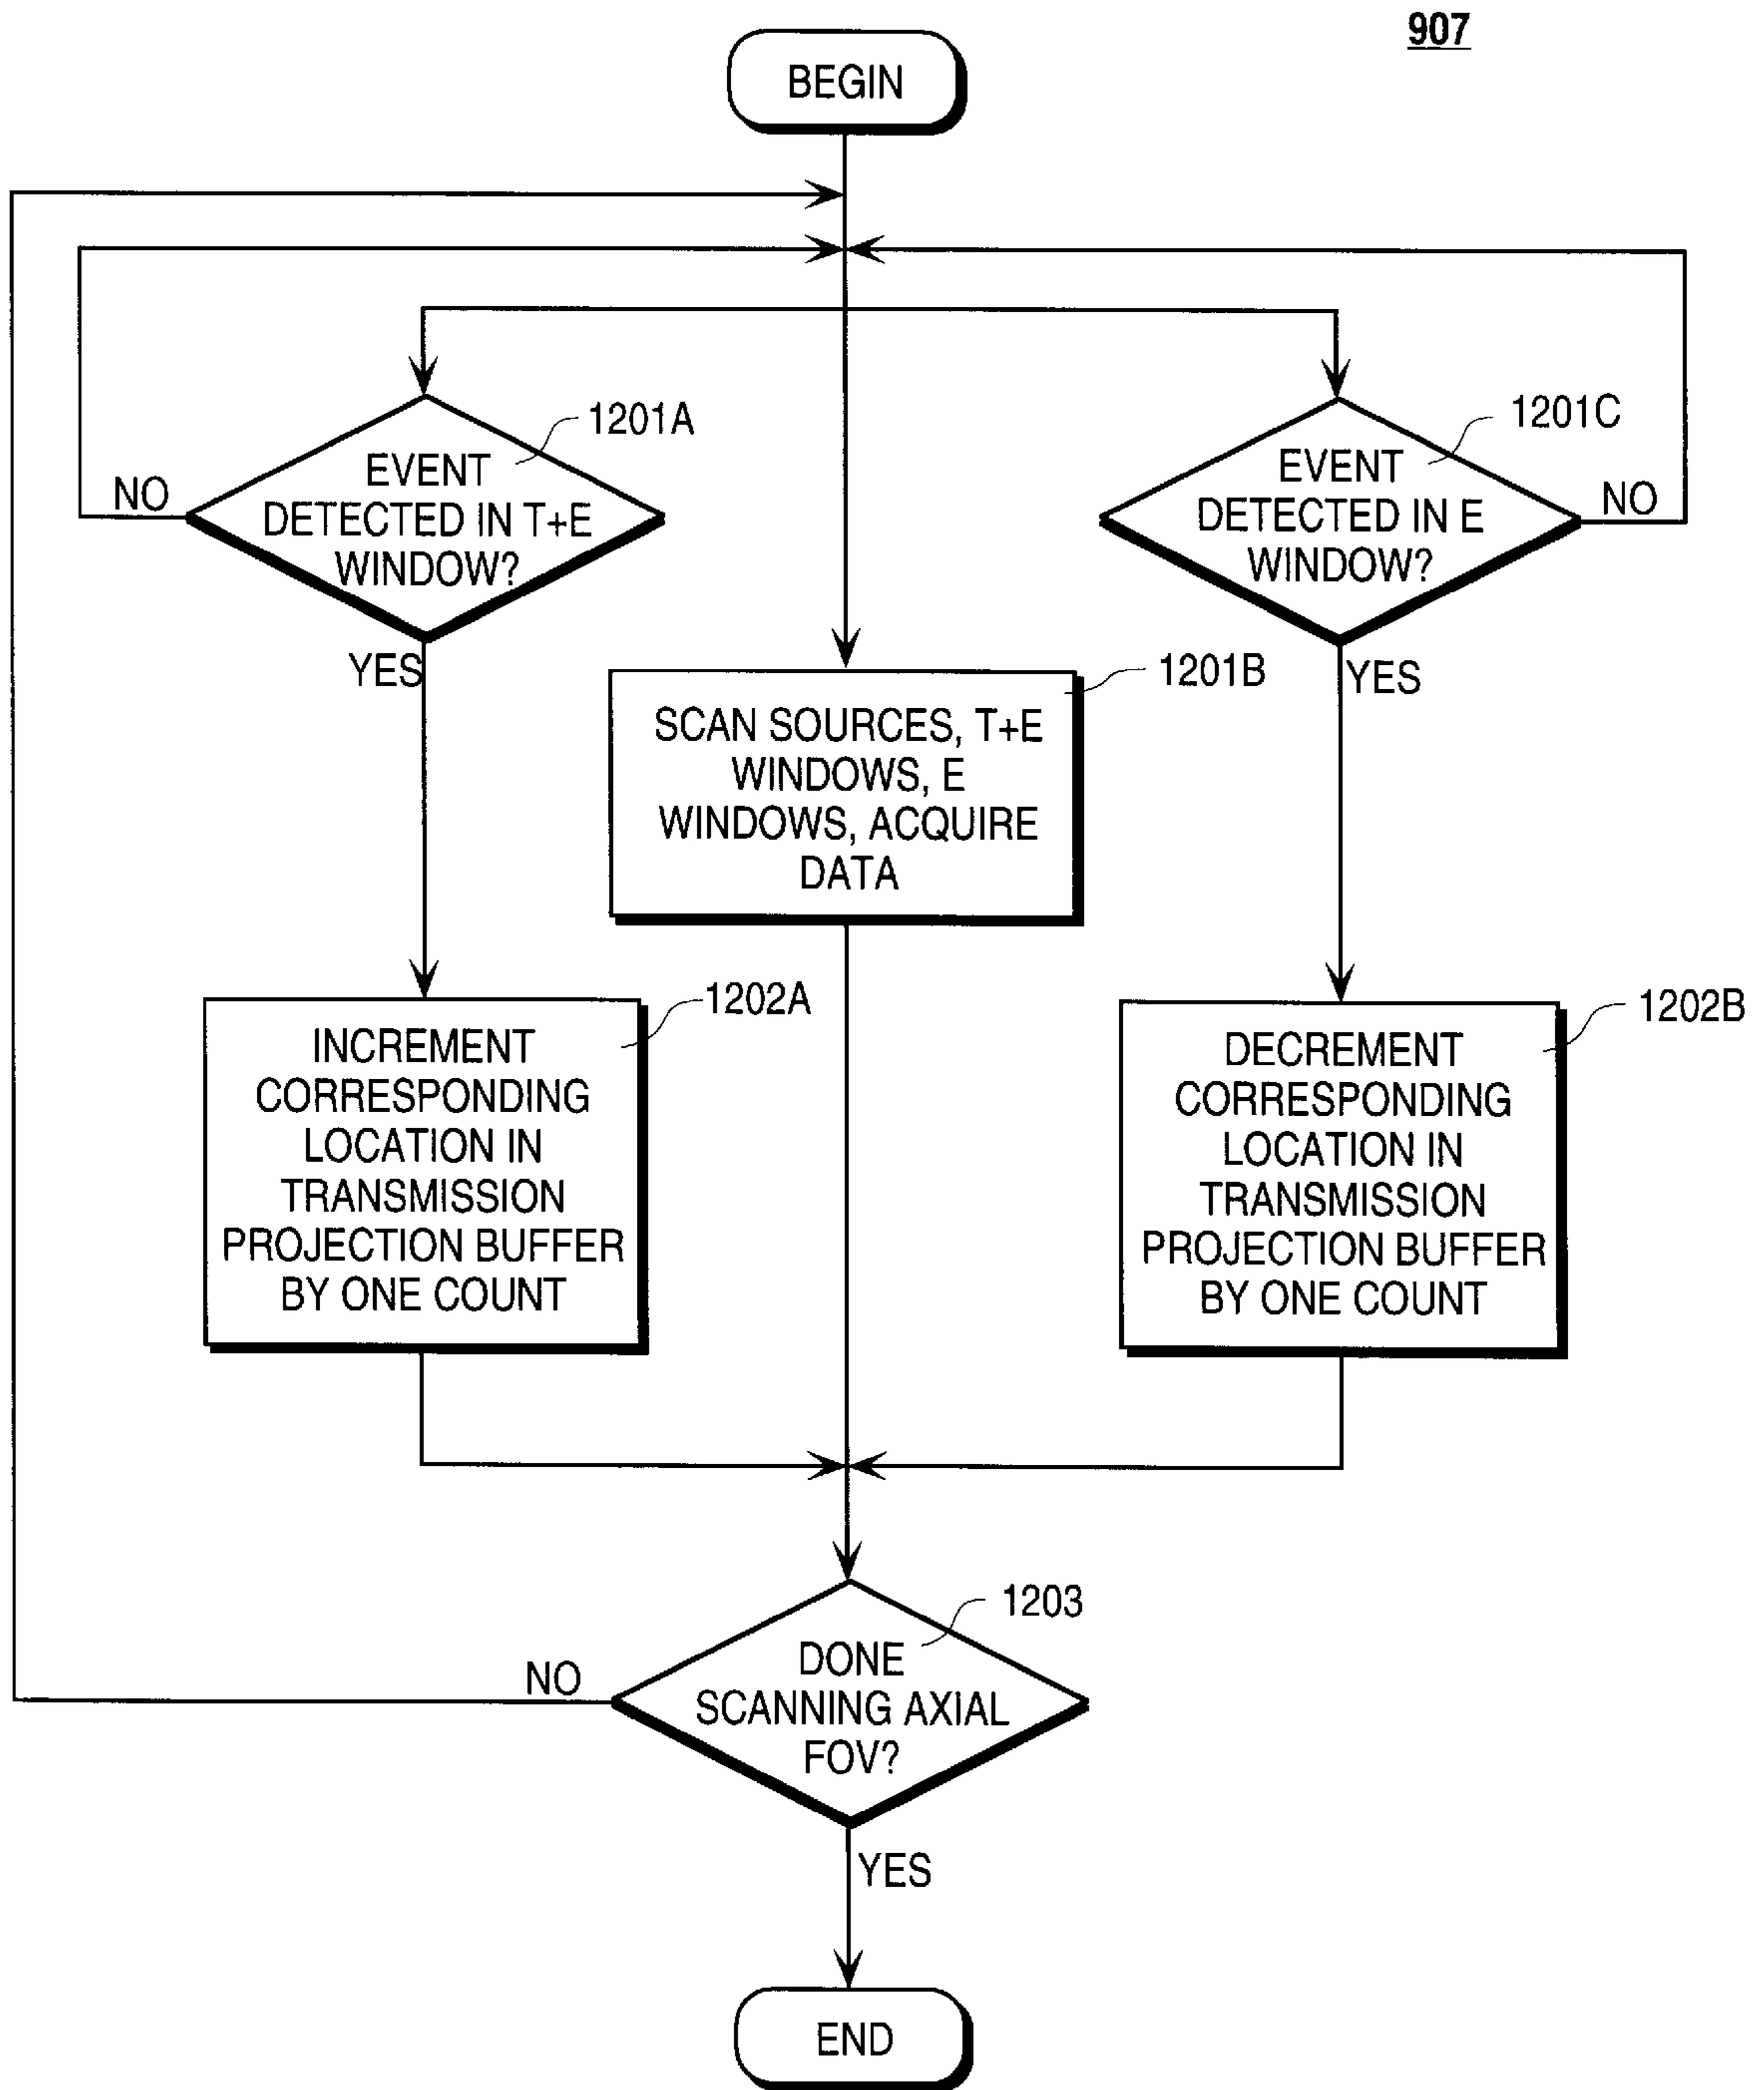 907
BEGIN
1201A
EVENT
DETECTED IN T+E
WINDOW?
NO
YES
1201C
EVENT
DETECTED IN E
WINDOW?
NO
YES
1201B
SCAN SOURCES, T+E
WINDOWS, E
WINDOWS, ACQUIRE
DATA
1202A
INCREMENT
CORRESPONDING
LOCATION IN
TRANSMISSION
PROJECTION BUFFER
BY ONE COUNT
1202B
DECREMENT
CORRESPONDING
LOCATION IN
TRANSMISSION
PROJECTION BUFFER
BY ONE COUNT
1203
DONE
SCANNING AXIAL
FOV?
NO
YES
END